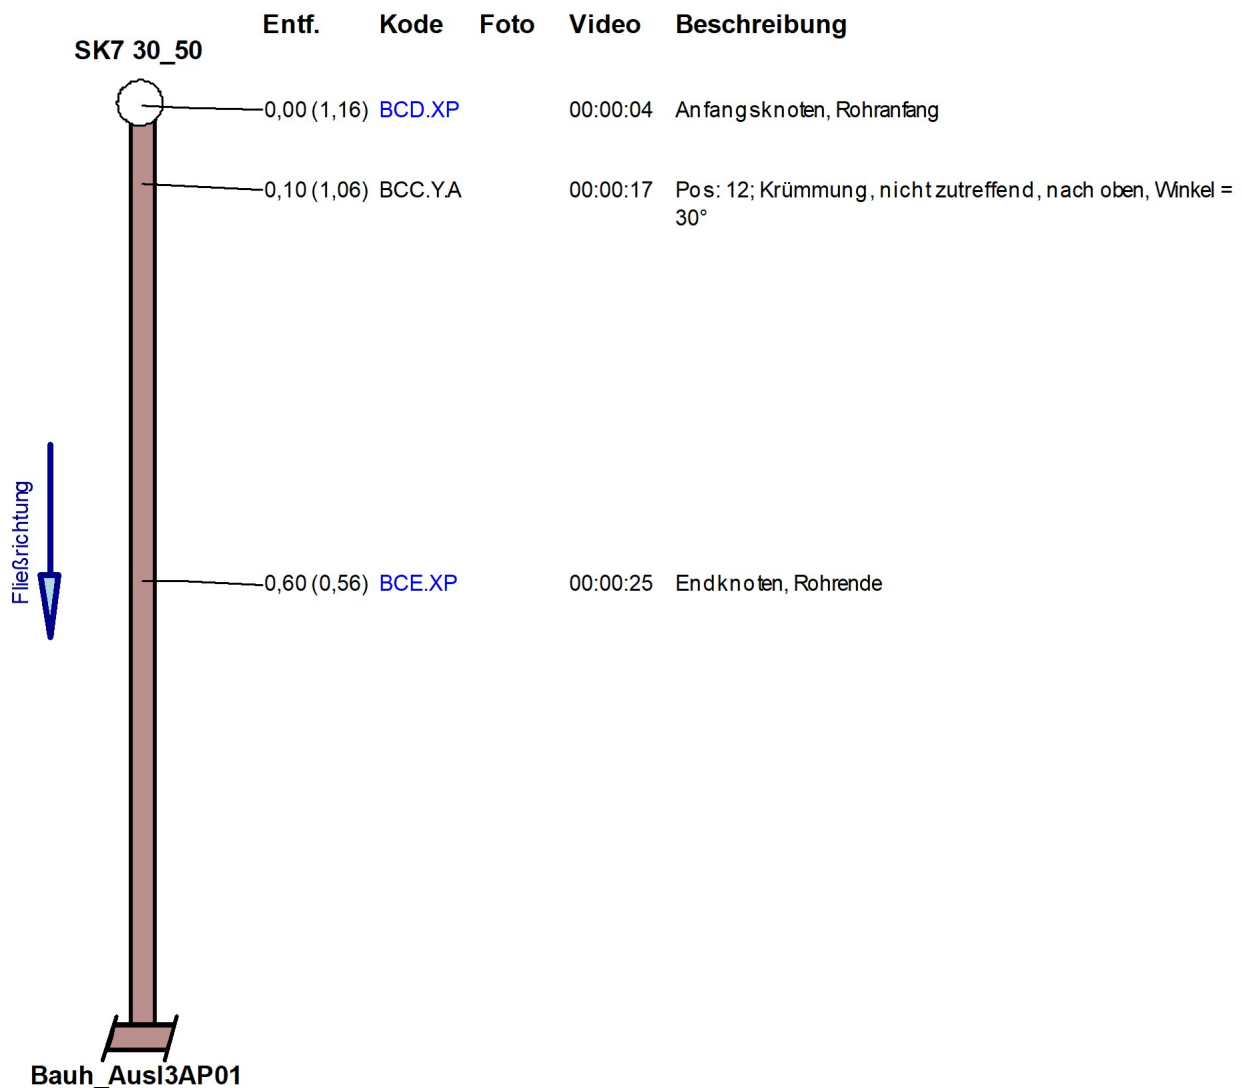 Entf. Kode Foto Video Beschreibung
SK7 30_50
0,00 (1,16) BCD.XP 00:00:04 Anfangsknoten, Rohranfang
0,10 (1,06) BCC.Y.A 00:00:17 Pos: 12; Krümmung, nicht zutreffend, nach oben, Winkel =
30°
Fließrichtung
0,60 (0,56) BCE.XP 00:00:25 Endknoten, Rohrende
Bauh_Ausl3AP01